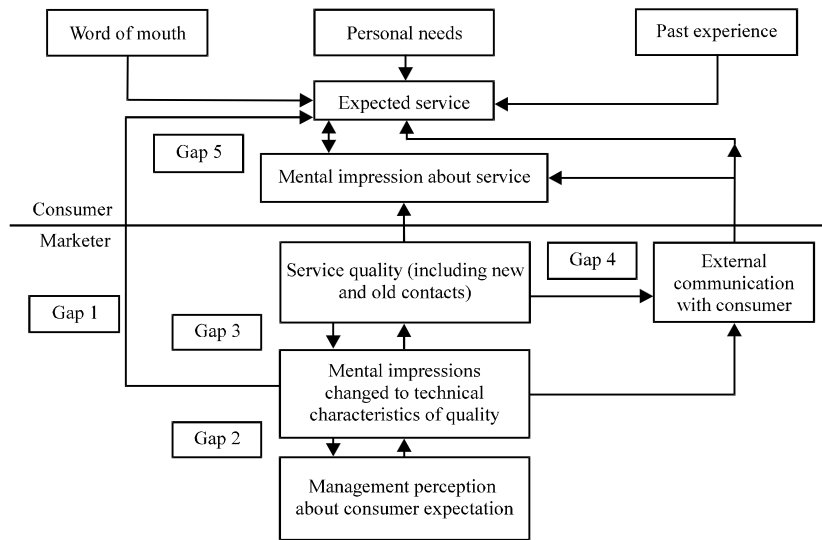 Word of mouth
Personal needs
Past experience
Expected service
Gap 5
Mental impression about service
Consumer
Marketer
Service quality (including new
and old contacts)
Gap 4
External
communication
with consumer
Gap 1
Gap 3
Mental impressions
changed to technical
characteristics of quality
Gap 2
Management perception
about consumer expectation